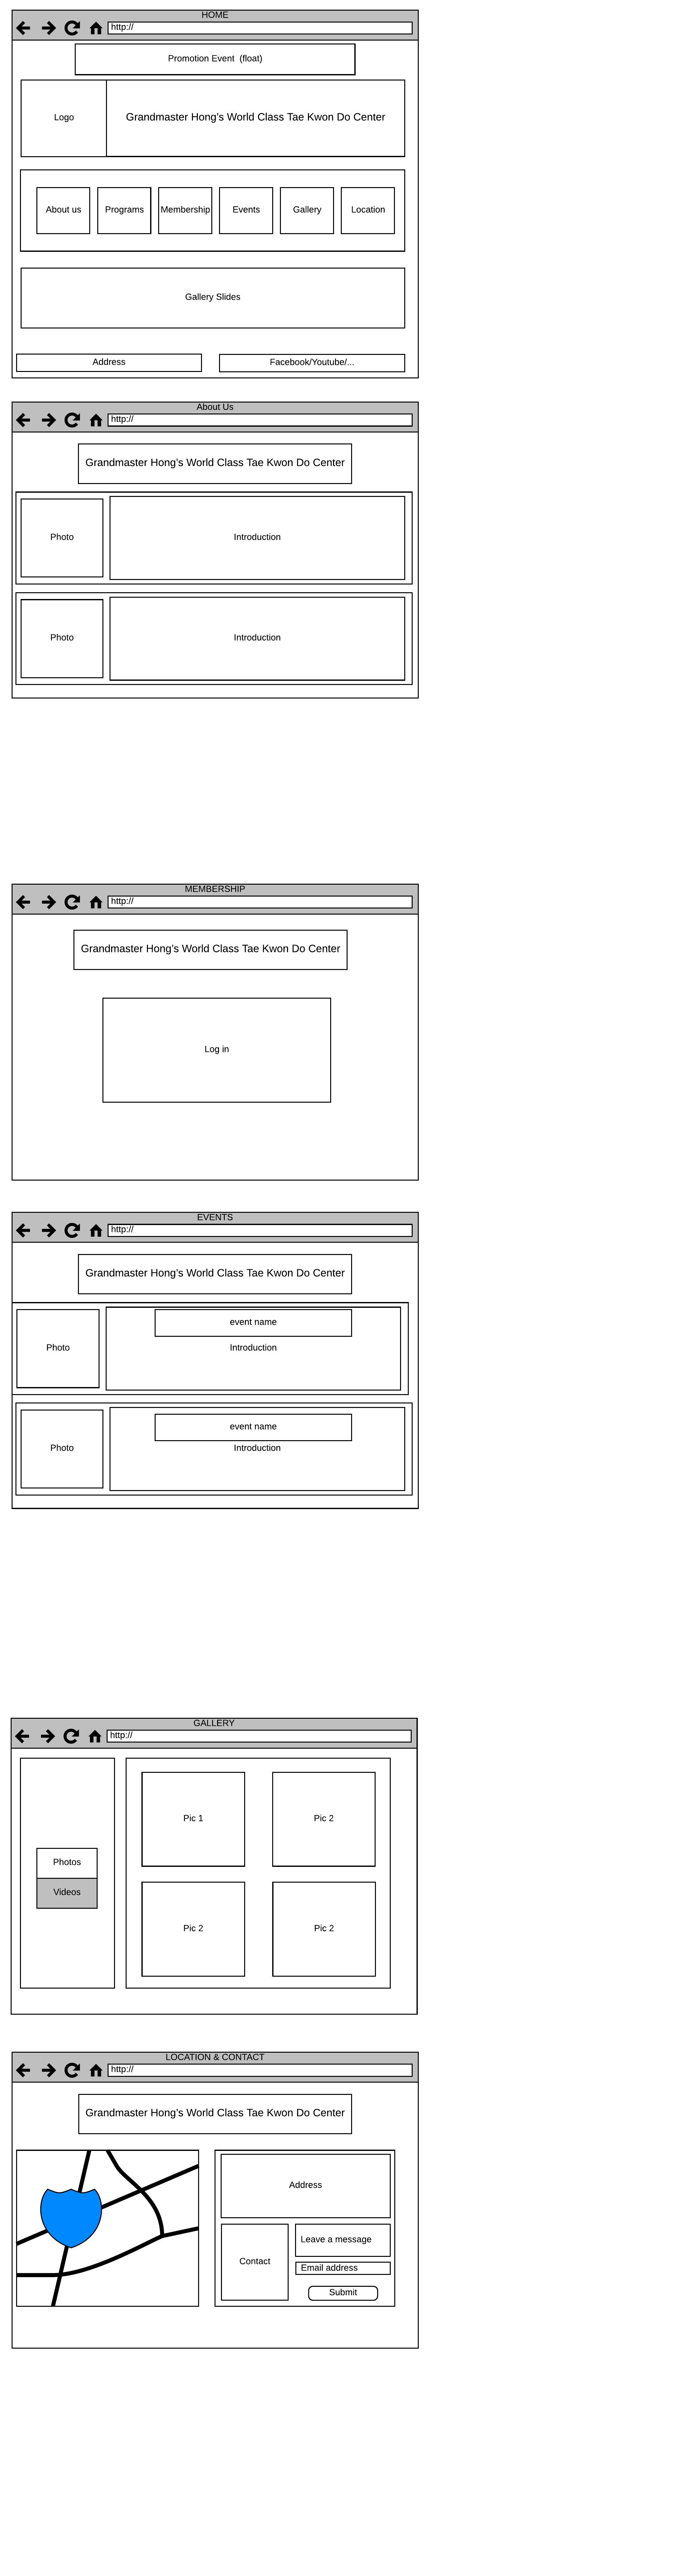 HOME
http://
Promotion Event  (float)
Logo
Grandmaster Hong's World Class Tae Kwon Do Center
About us
Programs
Membership
Events
Gallery
Location
Gallery Slides
Address
Facebook/Youtube/...
About Us
http://
Grandmaster Hong's World Class Tae Kwon Do Center
Photo
Introduction
Photo
Introduction
MEMBERSHIP
http://
Grandmaster Hong's World Class Tae Kwon Do Center
Log in
EVENTS
http://
Grandmaster Hong's World Class Tae Kwon Do Center
event name
Photo
Introduction
event name
Photo
Introduction
GALLERY
http://
Photos
Videos
Pic 1
Pic 2
Pic 2
Pic 2
LOCATION & CONTACT
http://
Grandmaster Hong's World Class Tae Kwon Do Center
Address
Contact
Leave a message
Email address
Submit